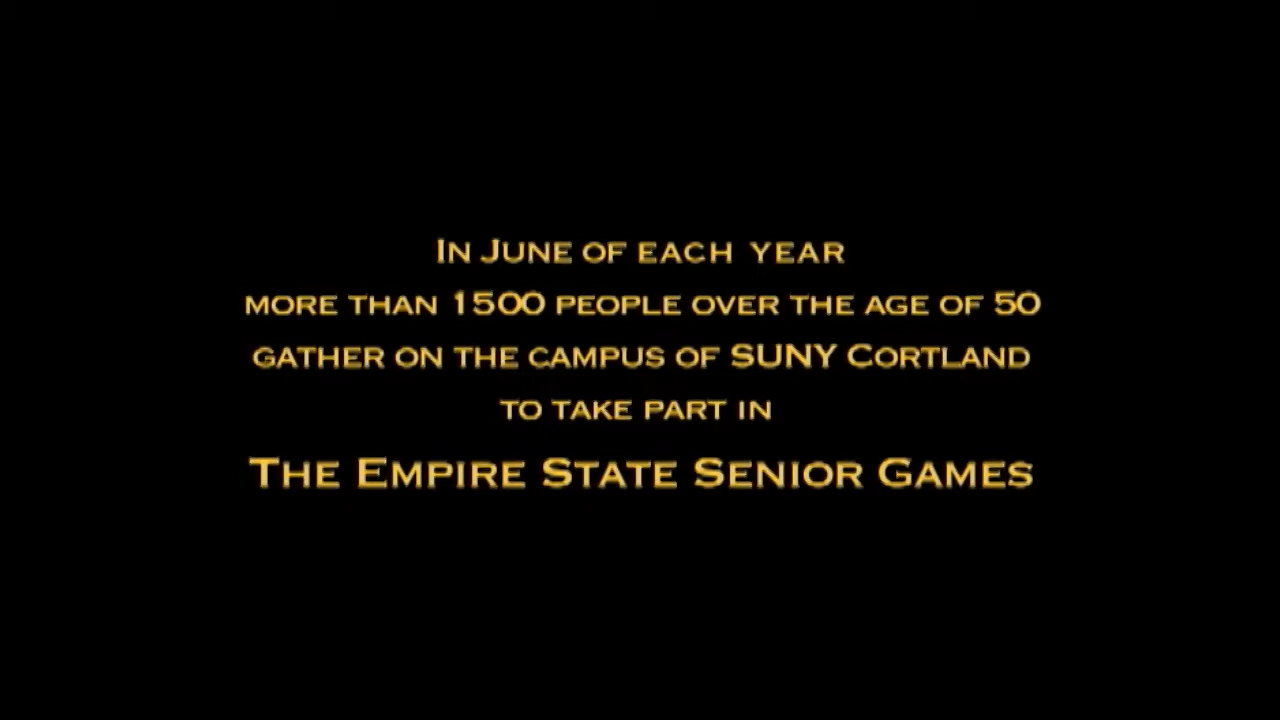 In June of each year
more than 1500 people over the age of 50
gather on the campus of SUNY Cortland
to take part in
The Empire State Senior Games